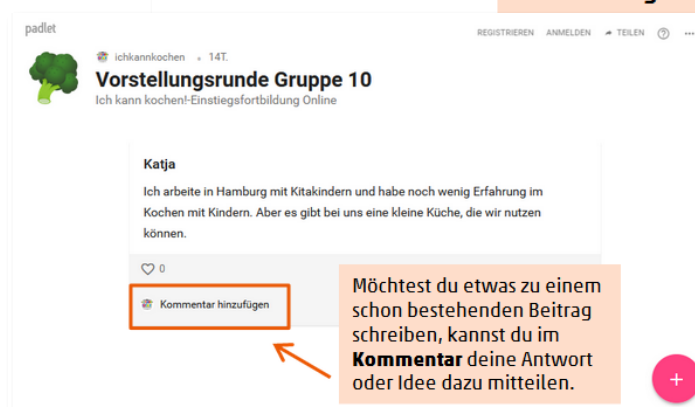 padlet
REGISTRIEREN ANMELDEN TEILEN
ichkannkochen 14T.
Vorstellungsrunde Gruppe 10
Ich kann kochen!-Einstiegsfortbildung Online
Katja
Ich arbeite in Hamburg mit Kitakindern und habe noch wenig Erfahrung im
Kochen mit Kindern. Aber es gibt bei uns eine kleine Küche, die wir nutzen
können.
0
Kommentar hinzufügen
Möchtest du etwas zu einem
schon bestehenden Beitrag
schreiben, kannst du im
Kommentar deine Antwort
oder Idee dazu mitteilen.